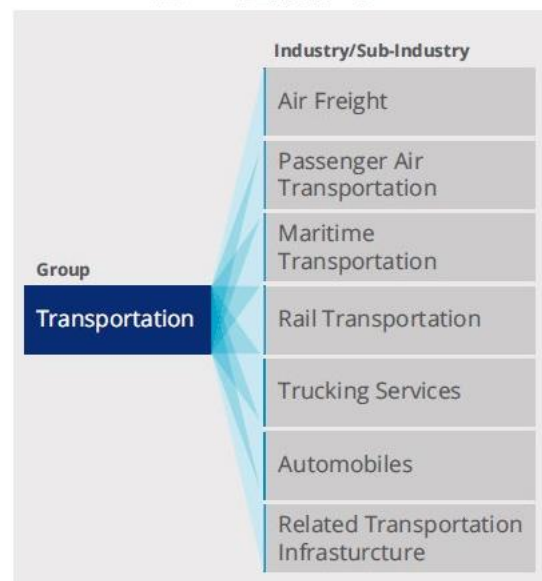 Industry/Sub-Industry
Air Freight
Passenger Air
Transportation
Maritime
Transportation
Group
Transportation
Rail Transportation
Trucking Services
Automobiles
Related Transportation
Infrasturcture